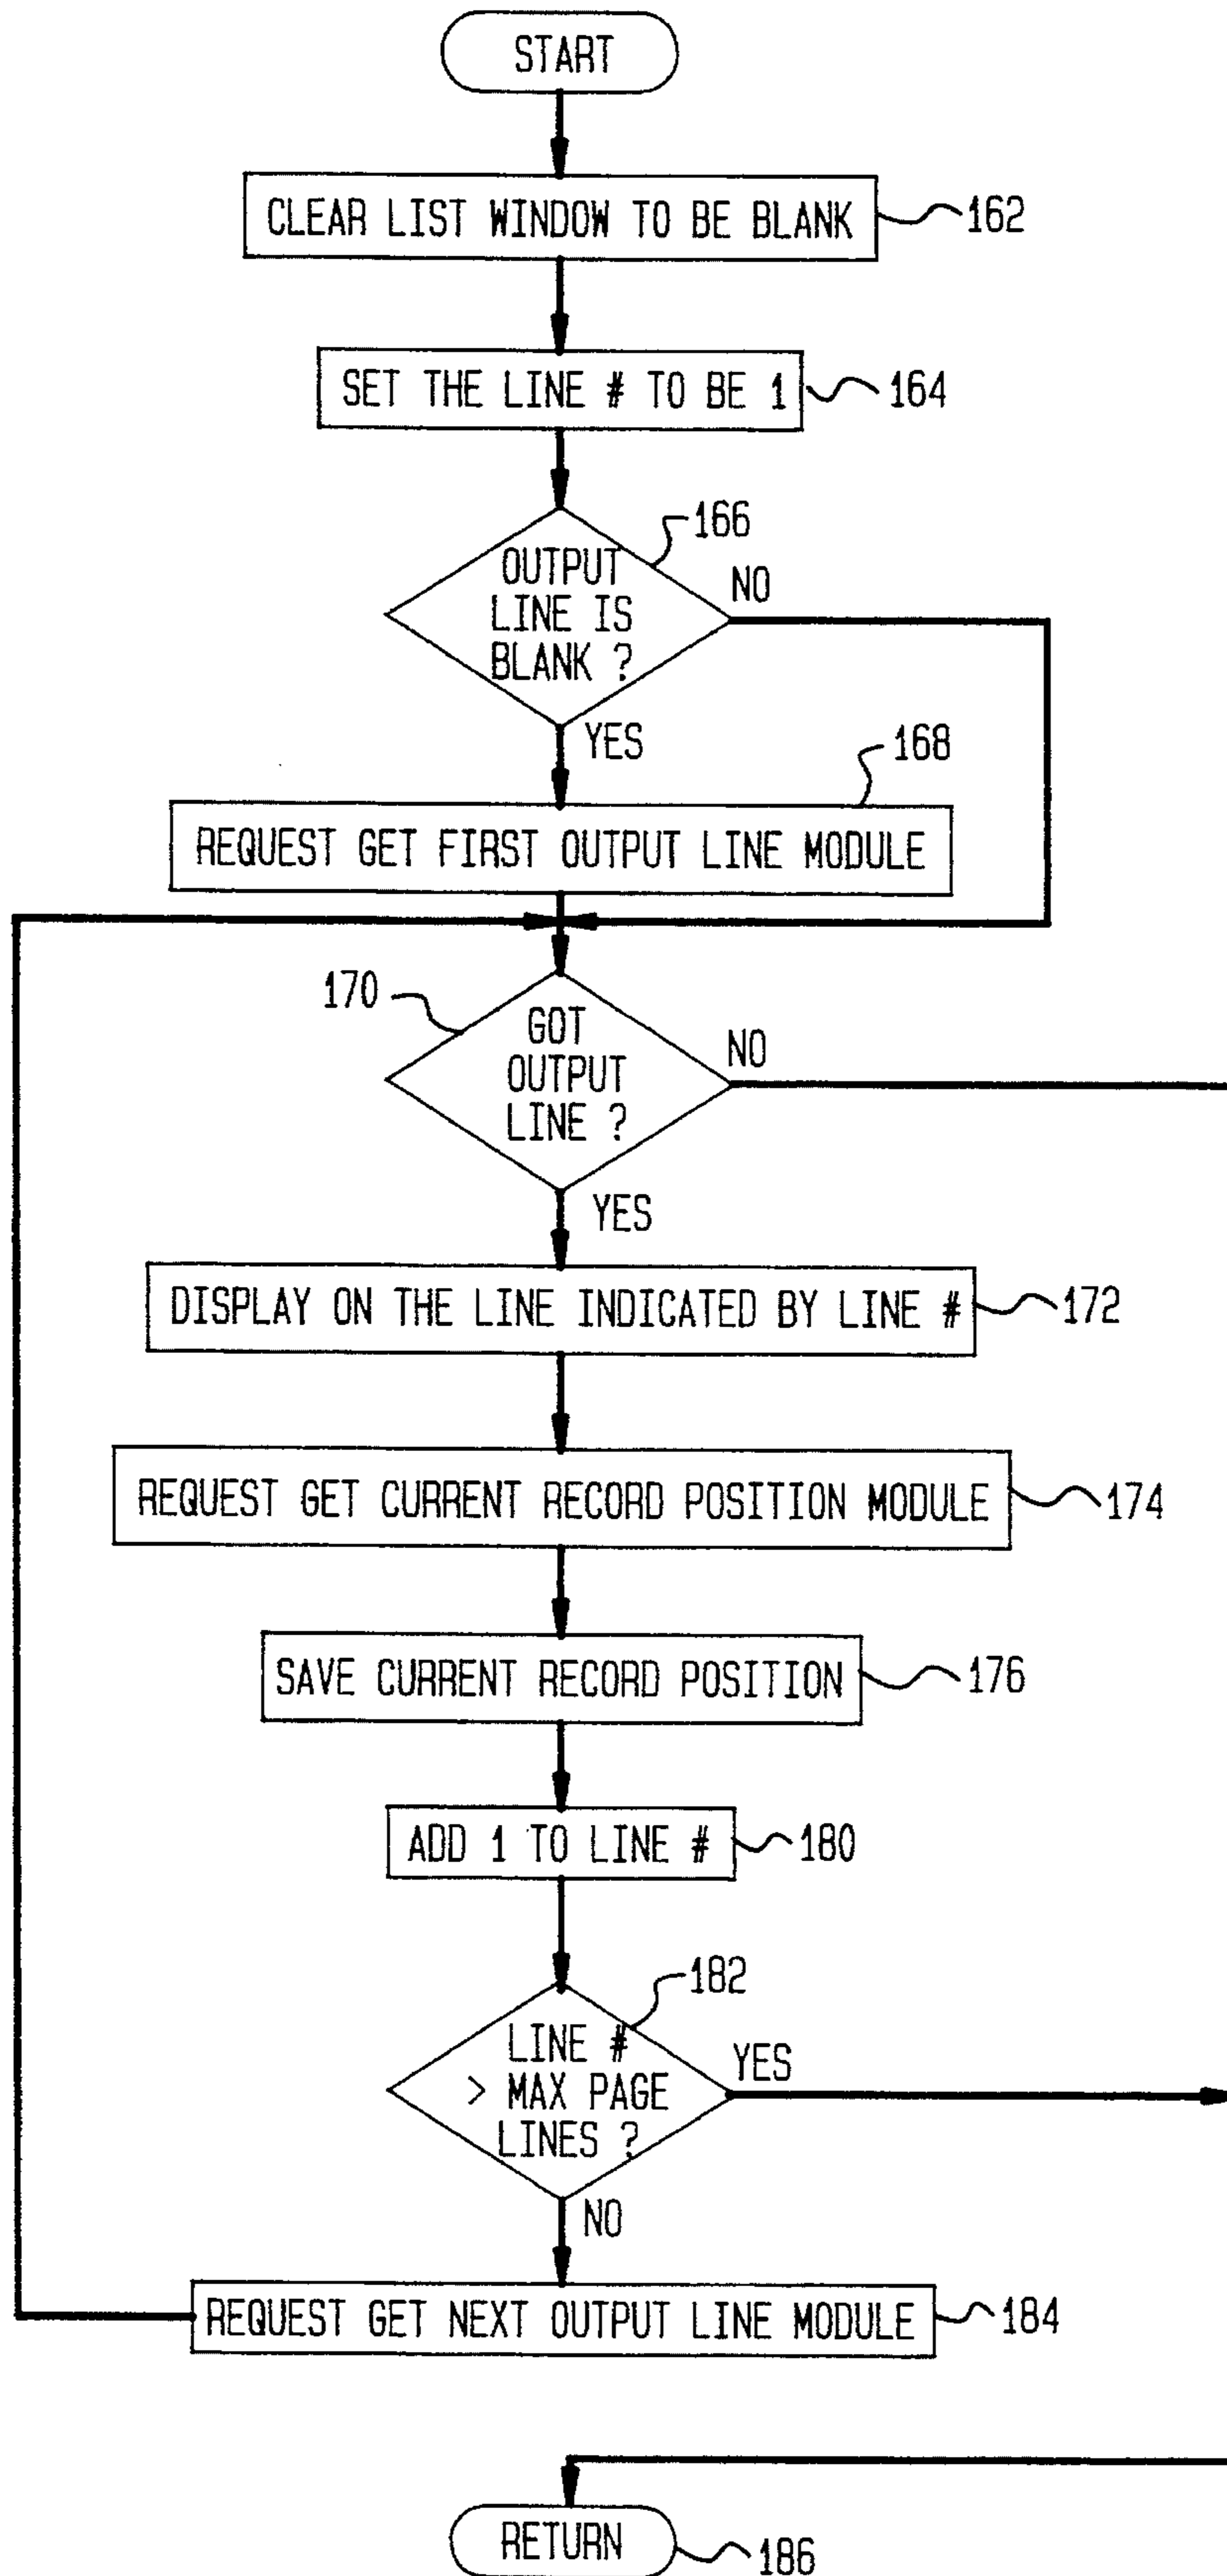 START
CLEAR LIST WINDOW TO BE BLANK
162
SET THE LINE # TO BE 1
164
166
OUTPUT
LINE IS
BLANK ?
NO
YES
168
REQUEST GET FIRST OUTPUT LINE MODULE
170
GOT
OUTPUT
LINE ?
NO
YES
DISPLAY ON THE LINE INDICATED BY LINE #
172
REQUEST GET CURRENT RECORD POSITION MODULE
174
SAVE CURRENT RECORD POSITION
176
ADD 1 TO LINE #
180
182
LINE #
> MAX PAGE
LINES ?
YES
NO
REQUEST GET NEXT OUTPUT LINE MODULE
184
RETURN
186